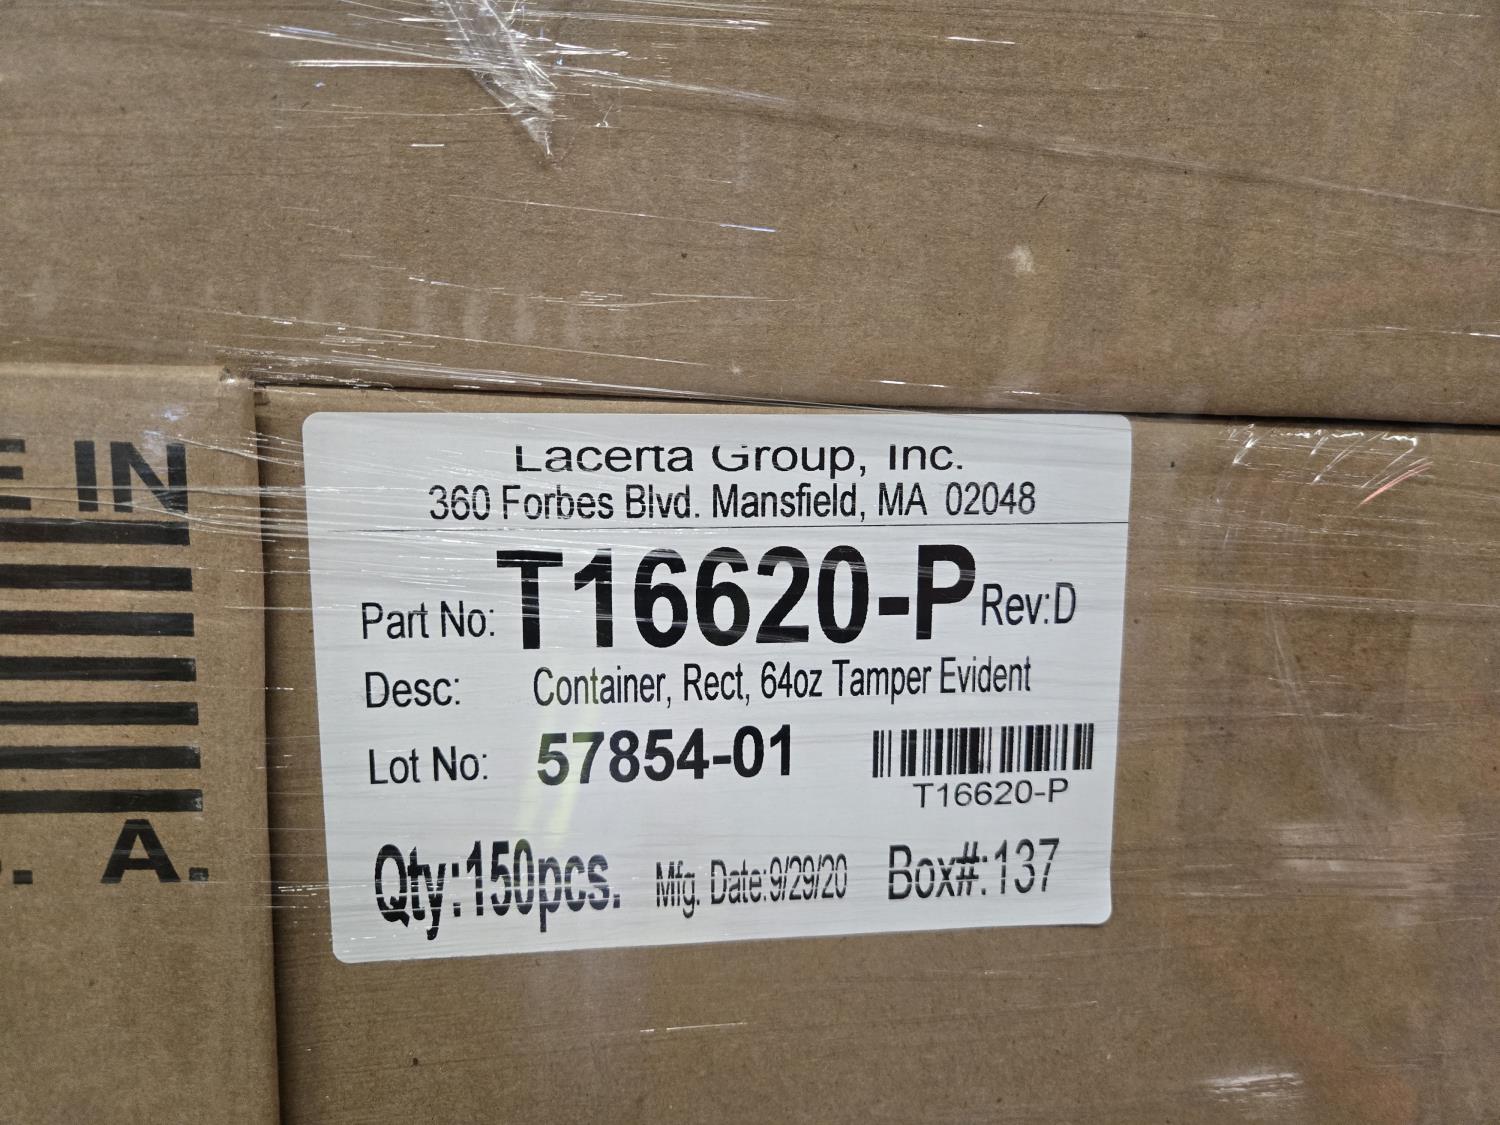 E IN
. A.
Lacerta Group, Inc.
360 Forbes Blvd. Mansfield, MA 02048
Part No: T16620-P Rev:D
Desc: Container, Rect, 64oz Tamper Evident
Lot No: 57854-01
T16620-P
Qty:150pcs. Mfg. Date:9/29/20 Box#:137